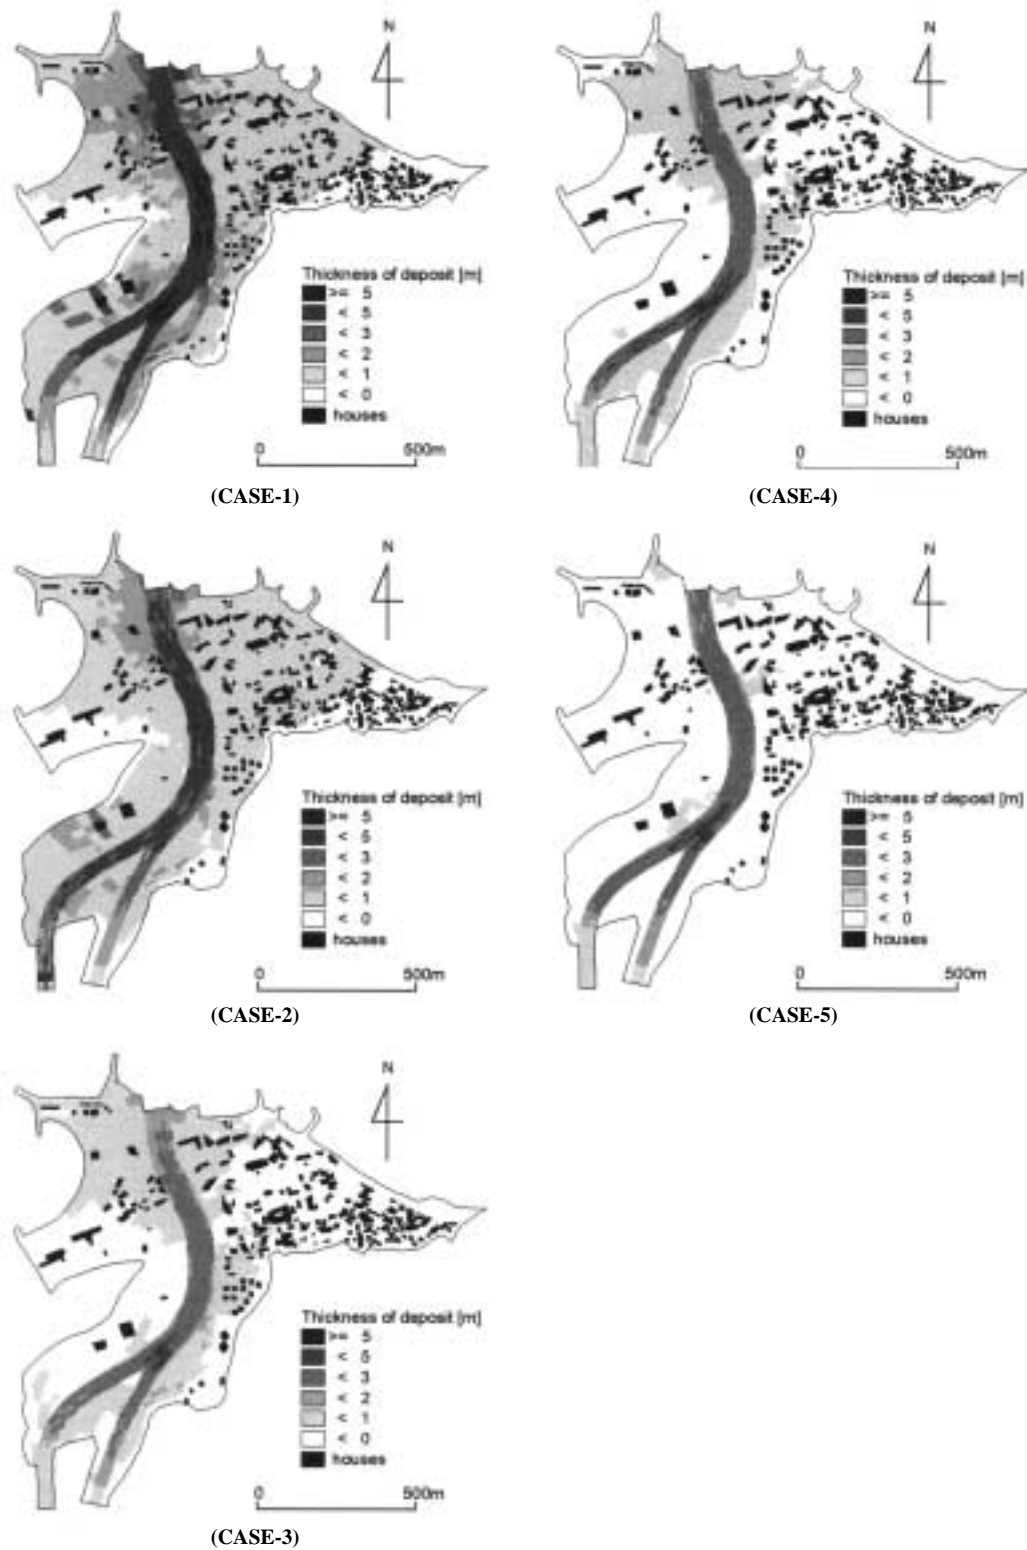 N
Thickness of deposit [m]
>= 5
< 5
< 3
< 2
< 1
< 0
houses
0 500m
(CASE-1)
N
Thickness of deposit [m]
>= 5
< 5
< 3
< 2
< 1
< 0
houses
0 500m
(CASE-4)
N
Thickness of deposit [m]
>= 5
< 5
< 3
< 2
< 1
< 0
houses
0 500m
(CASE-2)
N
Thickness of deposit [m]
>= 5
< 5
< 3
< 2
< 1
< 0
houses
0 500m
(CASE-5)
N
Thickness of deposit [m]
>= 5
< 5
< 3
< 2
< 1
< 0
houses
0 500m
(CASE-3)